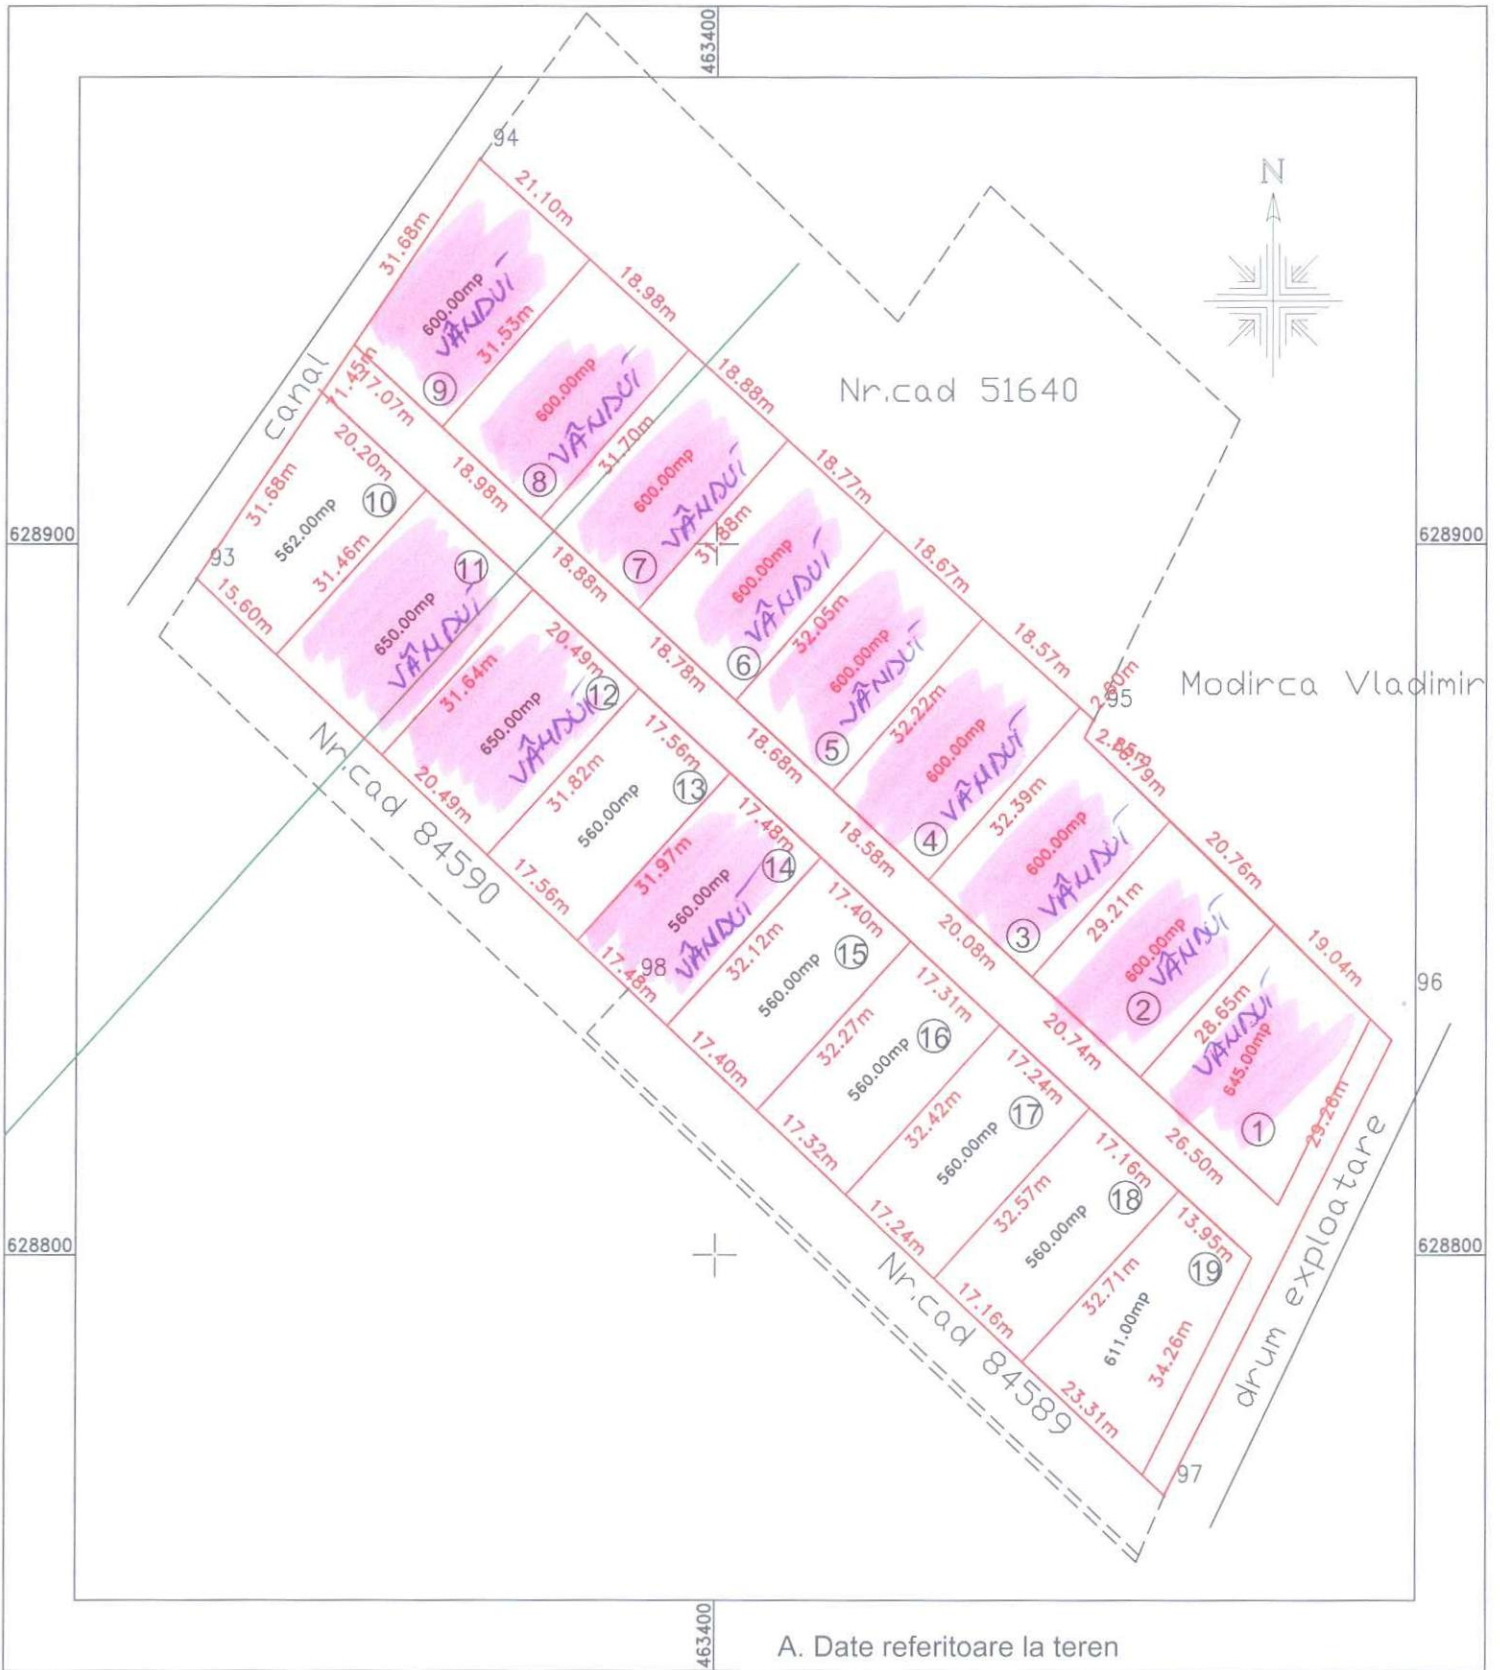 463400
94
21.10m
31.68m
600.00mp
VÂNDUT
31.53m
9
18.98m
N
canal
71.45m
17.07m
600.00mp
VÂNDUT
8
31.70m
18.88m
Nr.cad 51640
20.20m
18.98m
600.00mp
VÂNDUT
7
31.88m
18.77m
31.68m
562.00mp
10
628900
628900
93
15.60m
31.46m
11
650.00mp
VÂNDUT
18.88m
600.00mp
VÂNDUT
6
32.05m
18.67m
31.64m
20.49m
12
650.00mp
VÂNDUT
18.78m
600.00mp
VÂNDUT
5
32.22m
18.57m
2.60m
95
Modirca Vladimir
Nr.cad 84590
20.49m
31.82m
17.56m
13
560.00mp
18.68m
600.00mp
VÂNDUT
4
32.39m
20.76m
17.56m
31.97m
17.48m
14
560.00mp
VÂNDUT
18.58m
600.00mp
VÂNDUT
3
29.21m
19.04m
17.48m
98
32.12m
17.40m
15
560.00mp
20.08m
600.00mp
VÂNDUT
2
28.65m
96
17.40m
32.27m
17.31m
16
560.00mp
20.74m
VÂNDUT
645.00mp
1
29.28m
17.32m
32.42m
17.24m
17
560.00mp
26.50m
drum exploatare
17.24m
32.57m
17.16m
18
560.00mp
628800
628800
Nr.cad 84589
17.16m
32.71m
13.95m
19
611.00mp
34.26m
23.31m
97
463400
A. Date referitoare la teren